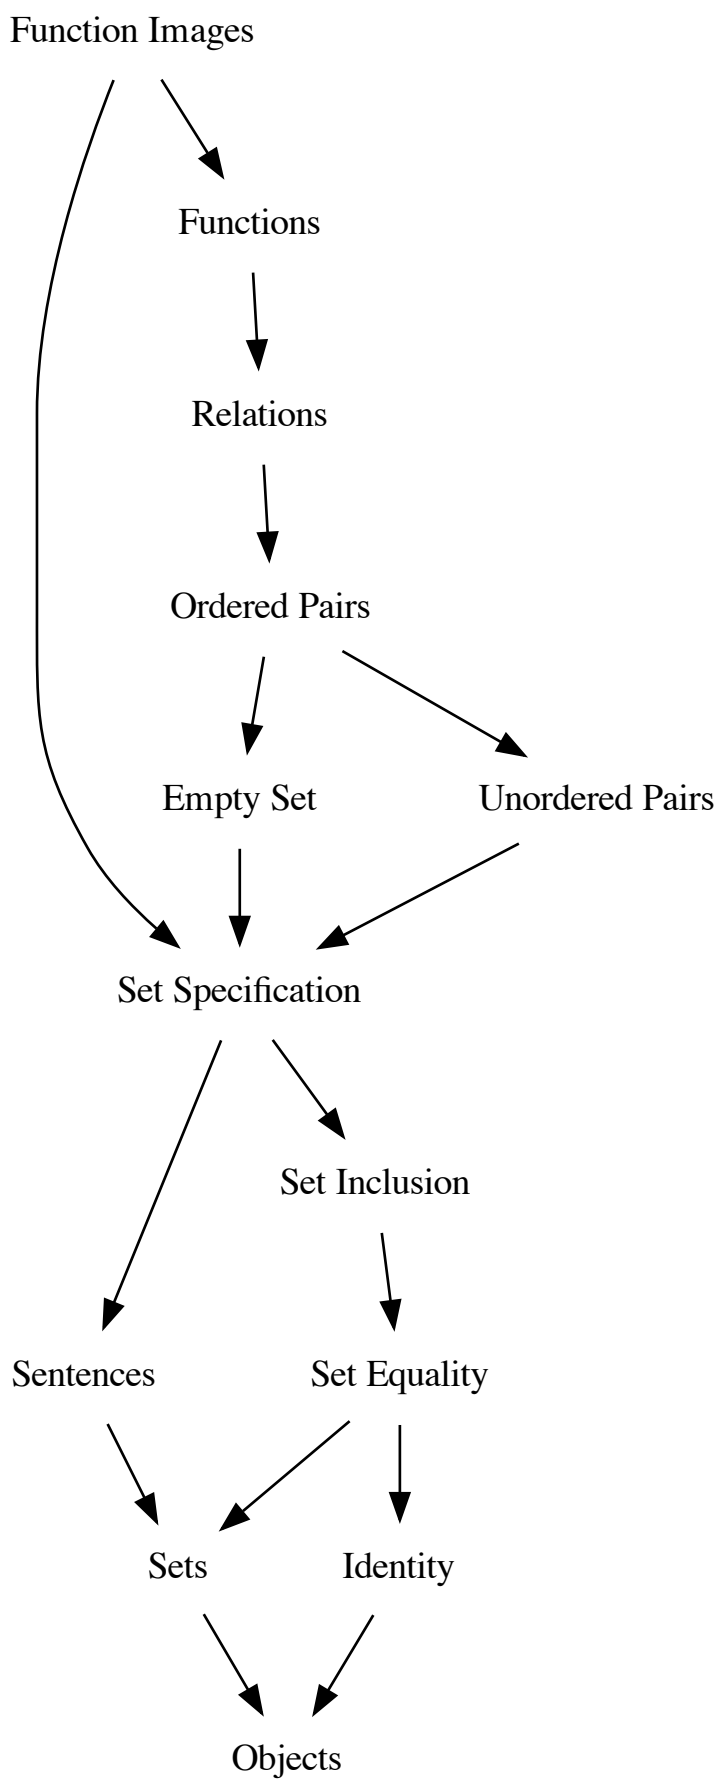 Function Images
Functions
Relations
Ordered Pairs
Empty Set
Unordered Pairs
Set Specification
Set Inclusion
Sentences
Set Equality
Sets
Identity
Objects